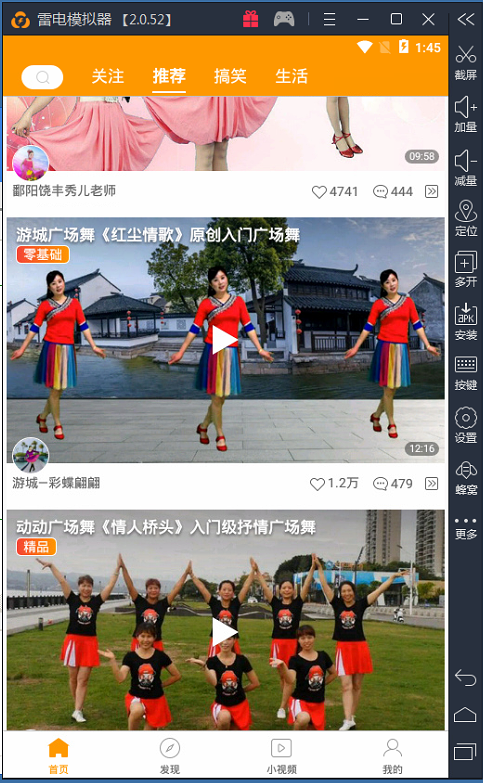 雷电模拟器 【2.0.52】
1:45
关注 推荐 搞笑 生活
09:58
鄱阳饶丰秀儿老师 4741 444
游城广场舞《红尘情歌》原创入门广场舞
零基础
12:16
游城—彩蝶翩翩 1.2万 479
动动广场舞《情人桥头》入门级抒情广场舞
精品
首页 发现 小视频 我的
截屏
加量
减量
定位
多开
APK
安装
按键
设置
蜂窝
更多